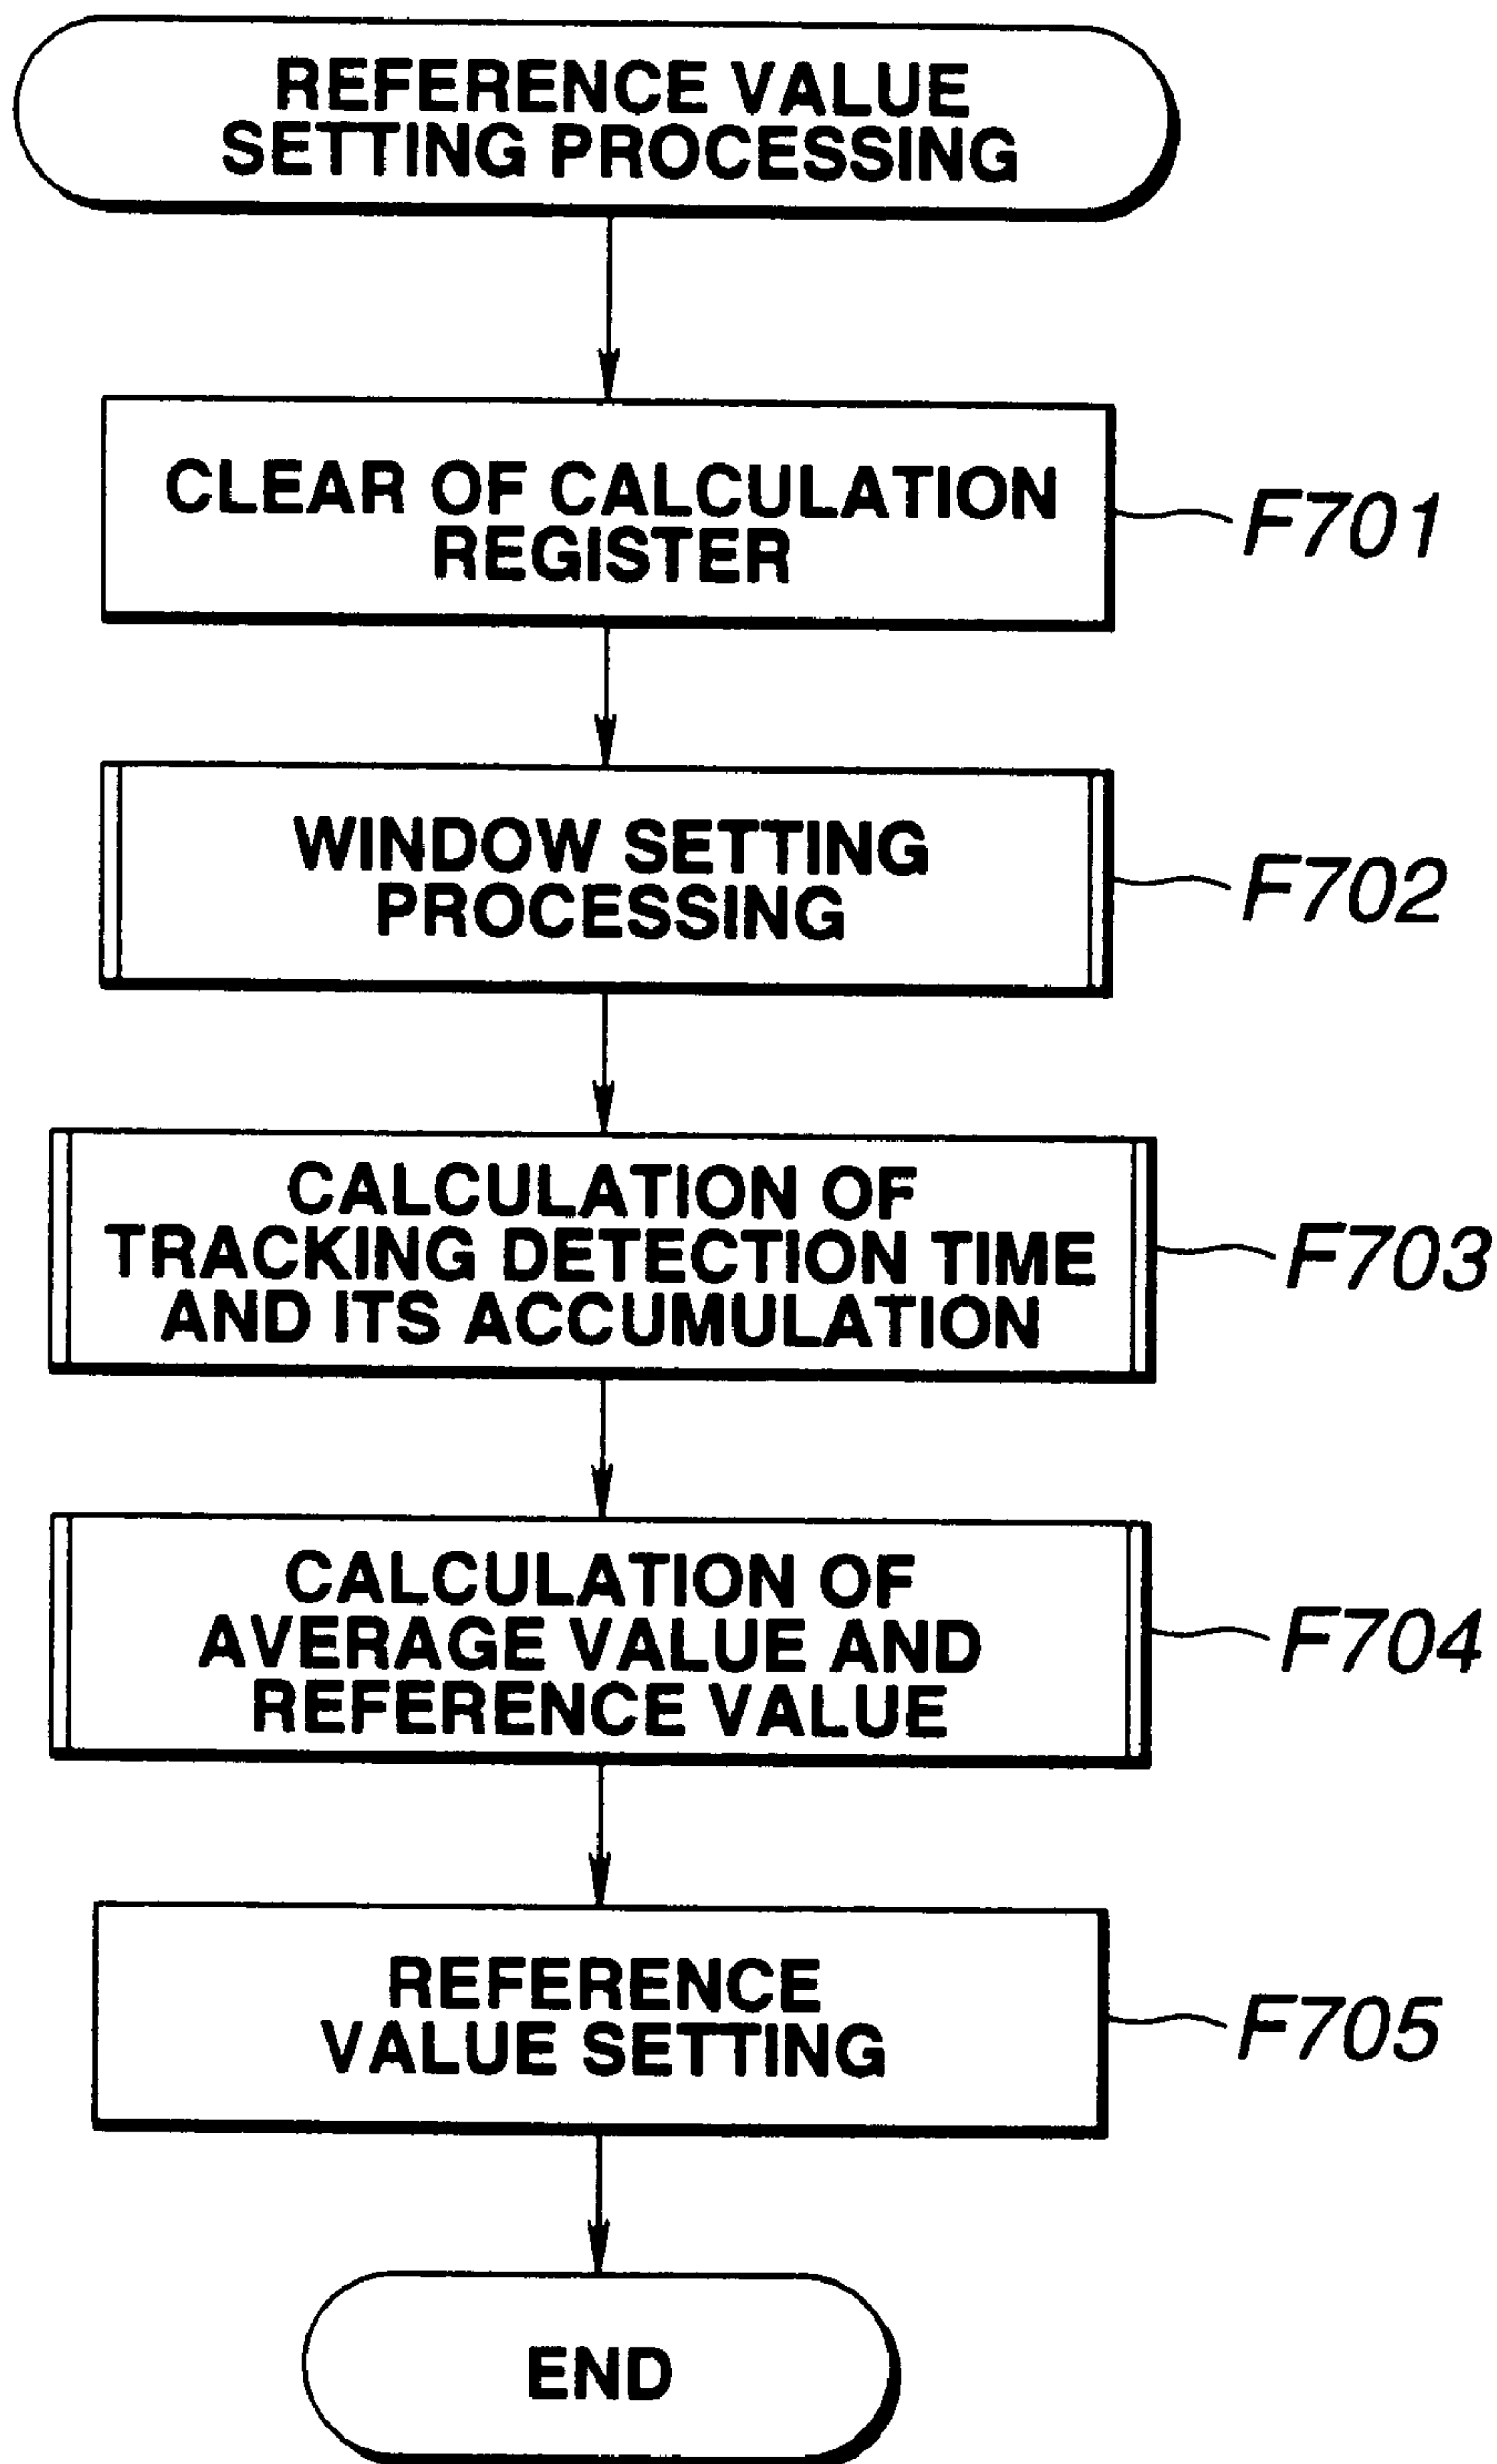 REFERENCE VALUE
SETTING PROCESSING
CLEAR OF CALCULATION
REGISTER
F701
WINDOW SETTING
PROCESSING
F702
CALCULATION OF
TRACKING DETECTION TIME
AND ITS ACCUMULATION
F703
CALCULATION OF
AVERAGE VALUE AND
REFERENCE VALUE
F704
REFERENCE
VALUE SETTING
F705
END